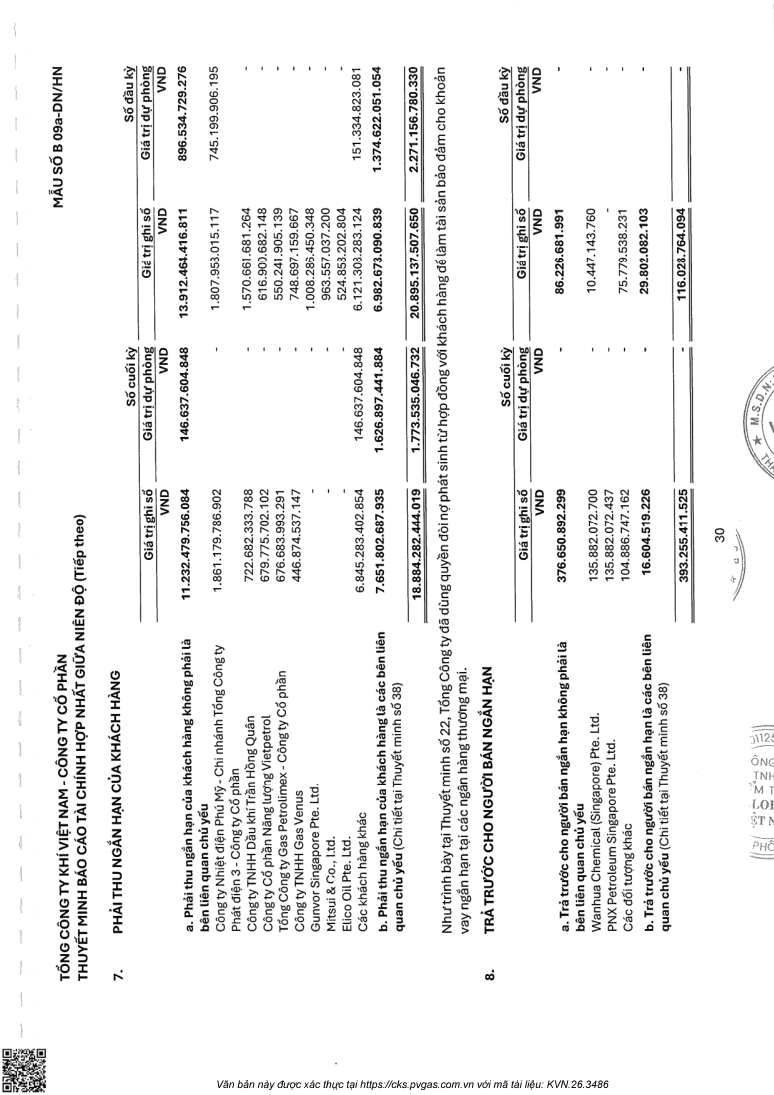 TỔNG CÔNG TY KHÍ VIỆT NAM - CÔNG TY CỔ PHẦN
THUYẾT MINH BÁO CÁO TÀI CHÍNH HỢP NHẤT GIỮA NIÊN ĐỘ (Tiếp theo)
MẪU SỐ B 09a-DN/HN
7. PHẢI THU NGẮN HẠN CỦA KHÁCH HÀNG
Số cuối kỳ Số đầu kỳ
Giá trị ghi sổ Giá trị dự phòng Giá trị ghi sổ Giá trị dự phòng
VND VND VND VND
a. Phải thu ngắn hạn của khách hàng không phải là 11.232.479.756.084 146.637.604.848 13.912.464.416.811 896.534.729.276
bên liên quan chủ yếu
Công ty Nhiệt điện Phú Mỹ - Chi nhánh Tổng Công ty 1.861.179.786.902 - 1.807.953.015.117 745.199.906.195
Phát điện 3 - Công ty Cổ phần
Công ty TNHH Dầu khí Trần Hồng Quân 722.682.333.788 - 1.570.661.681.264 -
Công ty Cổ phần Năng lượng Vietpetrol 679.775.702.102 - 616.900.682.148 -
Tổng Công ty Gas Petrolimex - Công ty Cổ phần 676.683.993.291 - 550.241.905.139 -
Công ty TNHH Gas Venus 446.874.537.147 - 748.697.159.667 -
Gunvor Singapore Pte. Ltd. - - 1.008.286.450.348 -
Mitsui & Co., Ltd. - - 963.557.037.200 -
Elico Oil Pte. Ltd. - - 524.853.202.804 -
Các khách hàng khác 6.845.283.402.854 146.637.604.848 6.121.303.283.124 151.334.823.081
b. Phải thu ngắn hạn của khách hàng là các bên liên 7.651.802.687.935 1.626.897.441.884 6.982.673.090.839 1.374.622.051.054
quan chủ yếu (Chi tiết tại Thuyết minh số 38)
18.884.282.444.019 1.773.535.046.732 20.895.137.507.650 2.271.156.780.330
Như trình bày tại Thuyết minh số 22, Tổng Công ty đã dùng quyền đòi nợ phát sinh từ hợp đồng với khách hàng để làm tài sản bảo đảm cho khoản
vay ngắn hạn tại các ngân hàng thương mại.
8. TRẢ TRƯỚC CHO NGƯỜI BÁN NGẮN HẠN
Số cuối kỳ Số đầu kỳ
Giá trị ghi sổ Giá trị dự phòng Giá trị ghi sổ Giá trị dự phòng
VND VND VND VND
a. Trả trước cho người bán ngắn hạn không phải là 376.650.892.299 - 86.226.681.991 -
bên liên quan chủ yếu
Wanhua Chemical (Singapore) Pte. Ltd. 135.882.072.700 - 10.447.143.760 -
PNX Petroleum Singapore Pte. Ltd. 135.882.072.437 - - -
Các đối tượng khác 104.886.747.162 - 75.779.538.231 -
b. Trả trước cho người bán ngắn hạn là các bên liên 16.604.519.226 - 29.802.082.103 -
quan chủ yếu (Chi tiết tại Thuyết minh số 38)
393.255.411.525 - 116.028.764.094 -
30
★ M.S.D.N:
Văn bản này được xác thực tại https://cks.pvgas.com.vn với mã tài liệu: KVN.26.3486